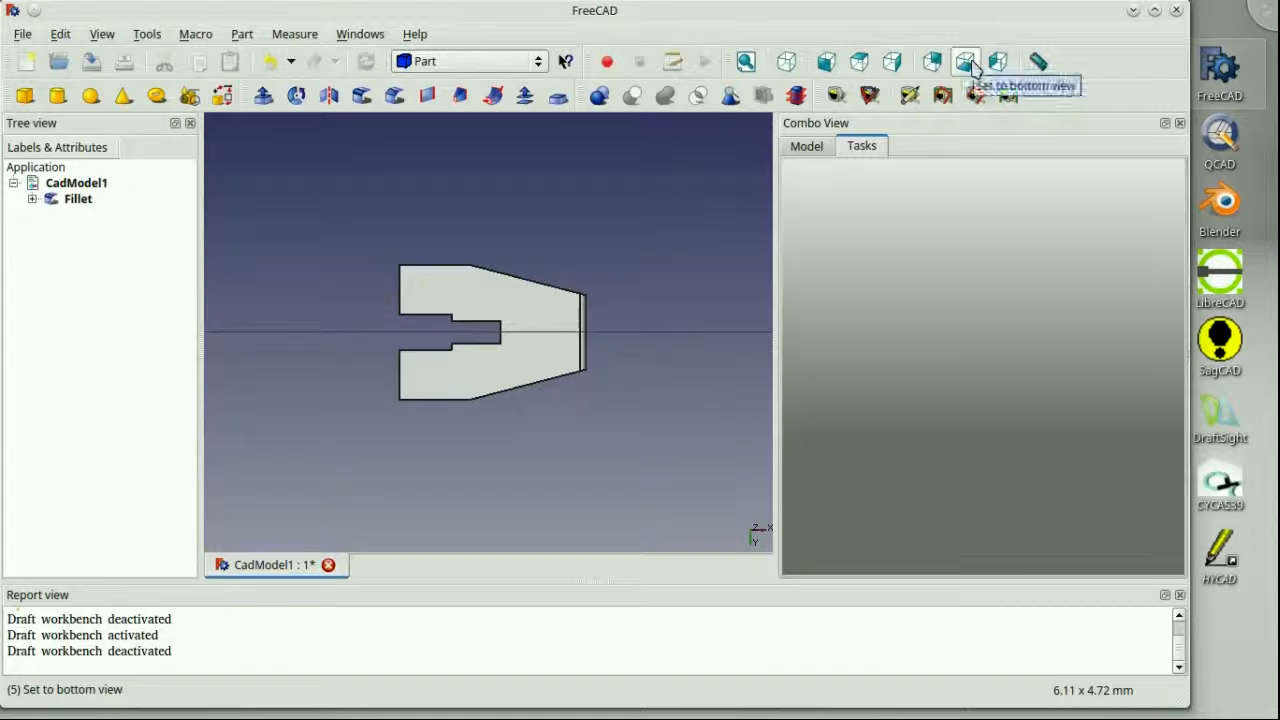 FreeCAD
File Edit View Tools Macro Part Measure Windows Help
Part
Set to bottom view
Tree view
Labels & Attributes
Application
CadModel1
Fillet
Combo View
Model Tasks
Z X
Y
CadModel1 : 1*
Report view
Draft workbench deactivated
Draft workbench activated
Draft workbench deactivated
(5) Set to bottom view
6.11 x 4.72 mm
FreeCAD
QCAD
Blender
LibreCAD
SagCAD
DraftSight
CYCAS39
HYCAD